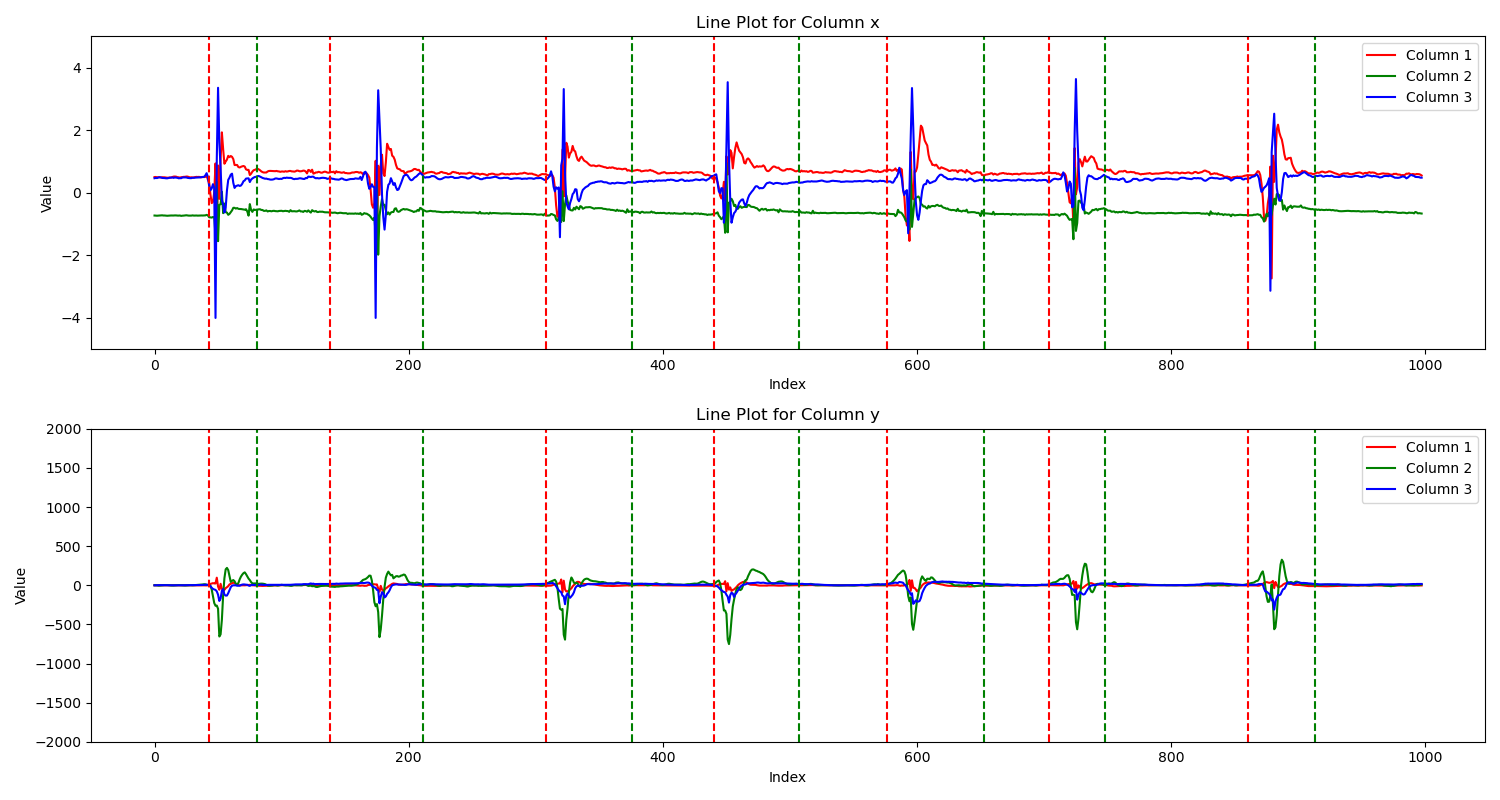 Line Plot for Column x
Column 1
Column 2
Column 3
4
2
0
−2
−4
Value
0 200 400 600 800 1000
Index
Line Plot for Column y
Column 1
Column 2
Column 3
2000
1500
1000
500
0
−500
−1000
−1500
−2000
Value
0 200 400 600 800 1000
Index